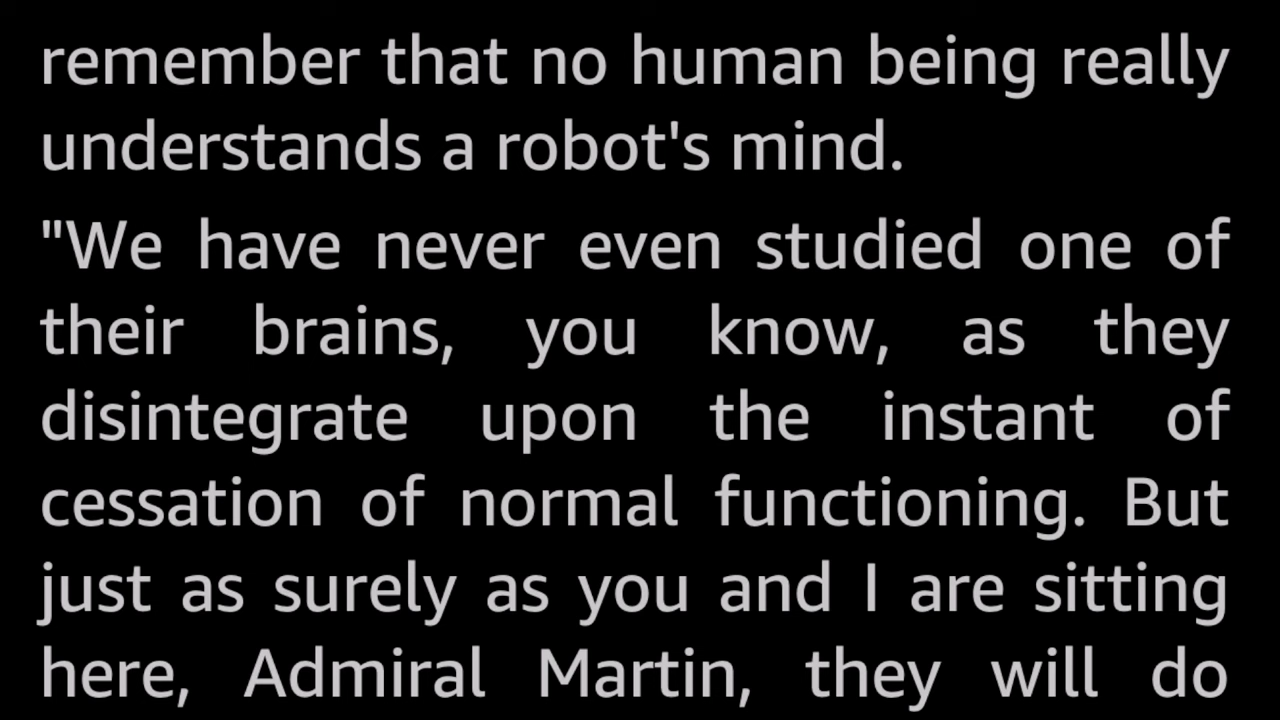 remember that no human being really
understands a robot's mind.
"We have never even studied one of
their brains, you know, as they
disintegrate upon the instant of
cessation of normal functioning. But
just as surely as you and I are sitting
here, Admiral Martin, they will do